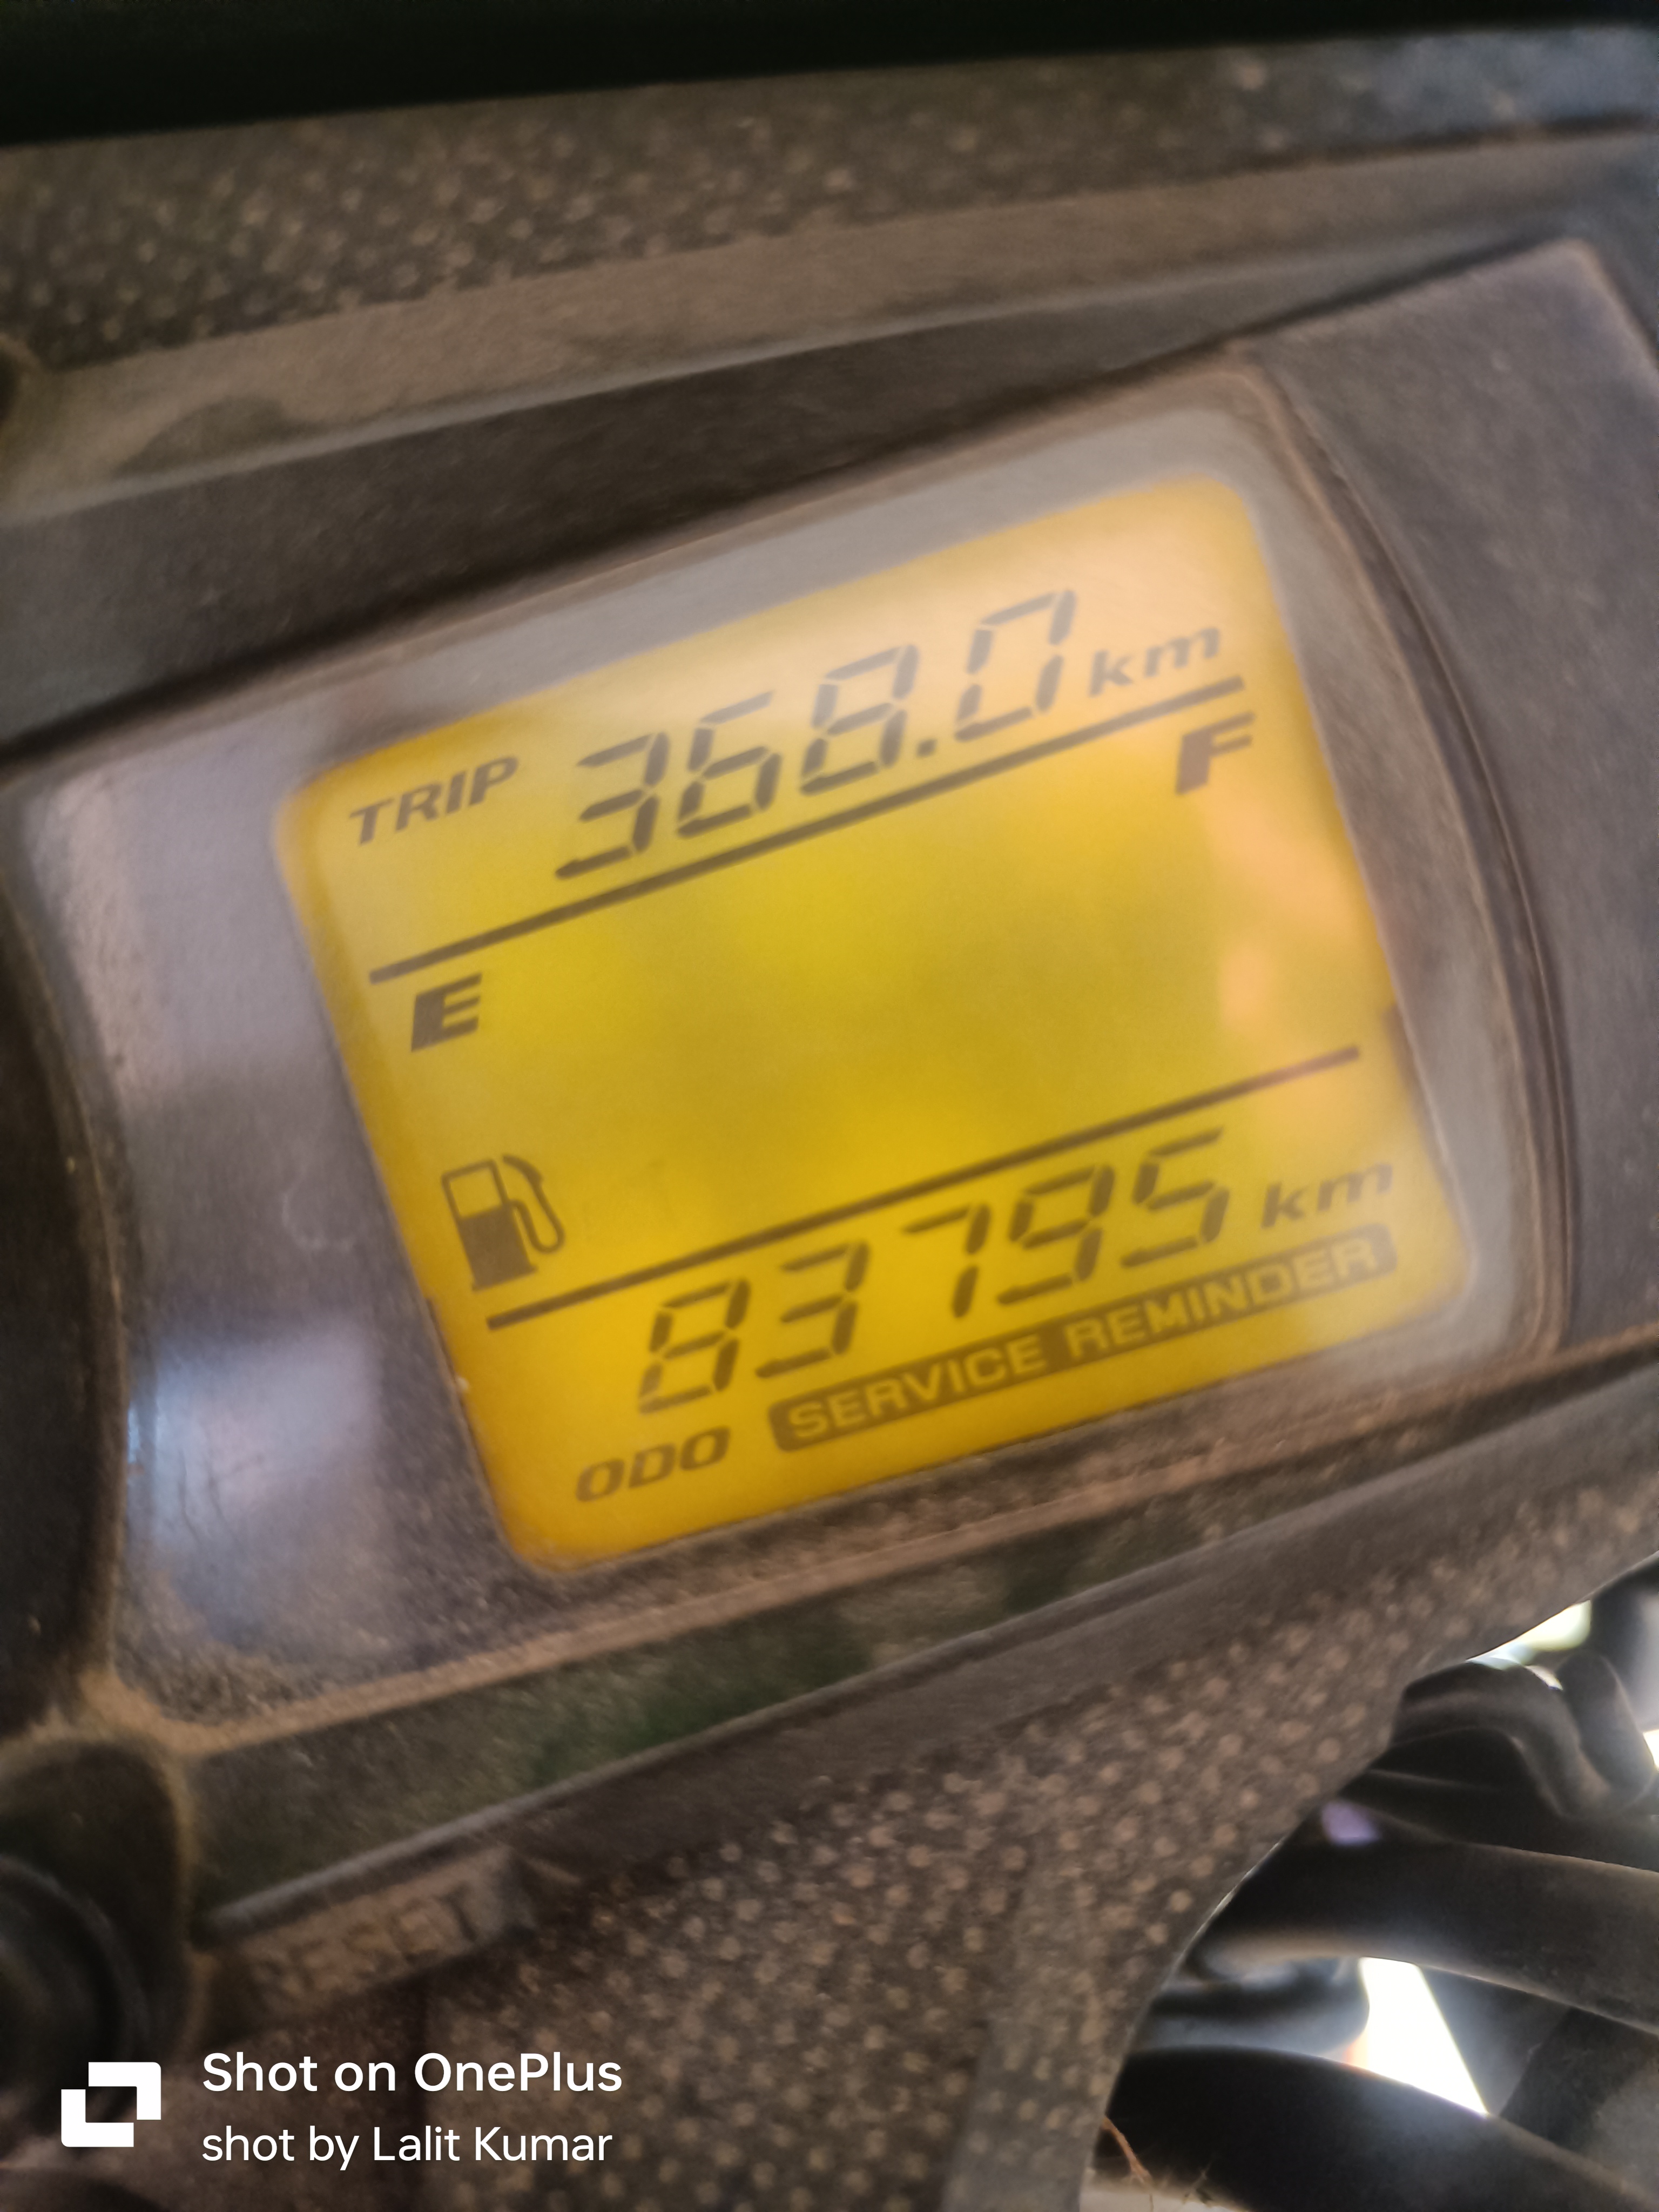 TRIP 368.0 km
E F
83795 km
ODO SERVICE REMINDER
Shot on OnePlus
shot by Lalit Kumar